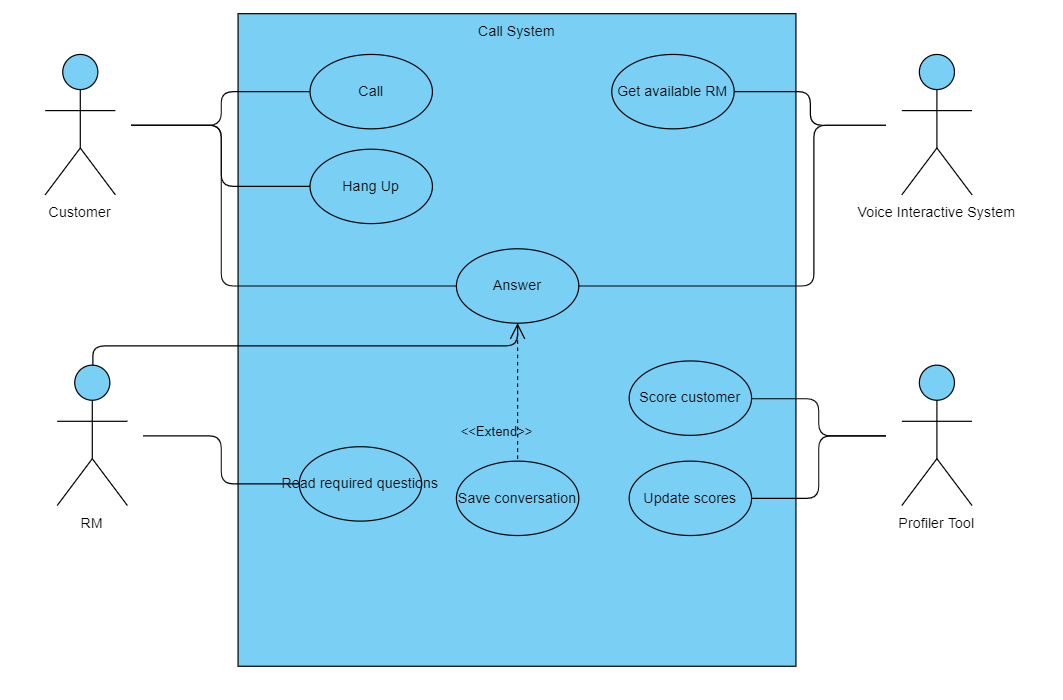 Call System
Call
Get available RM
Hang Up
Customer
Voice Interactive System
Answer
Score customer
<<Extend>>
Read required questions
Save conversation
Update scores
RM
Profiler Tool